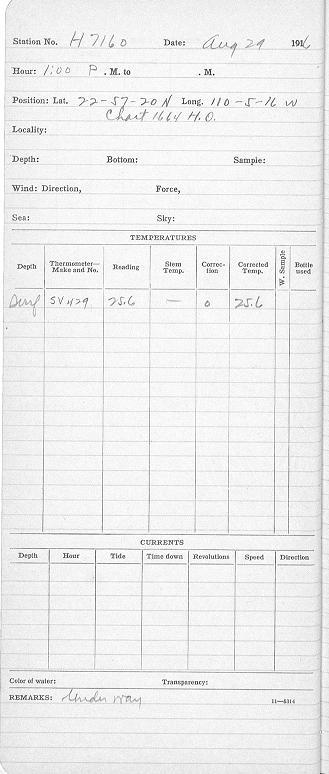 Station No. H 7160 Date: Aug 29 1916
Hour: 1:00 P. M. to . M.
Position: Lat. 22-57-20 N Long. 110-5-16 W
Chart 1664 H.O.
Locality:
Depth: Bottom: Sample:
Wind: Direction, Force,
Sea: Sky:
TEMPERATURES
Depth Thermometer—Make and No. Reading Stem Temp. Correction Corrected Temp. W. Sample Bottle used
Surf SV 429 25.6 — 0 25.6
CURRENTS
Depth Hour Tide Time down Revolutions Speed Direction
Color of water: Transparency:
REMARKS: Under way 11—5314